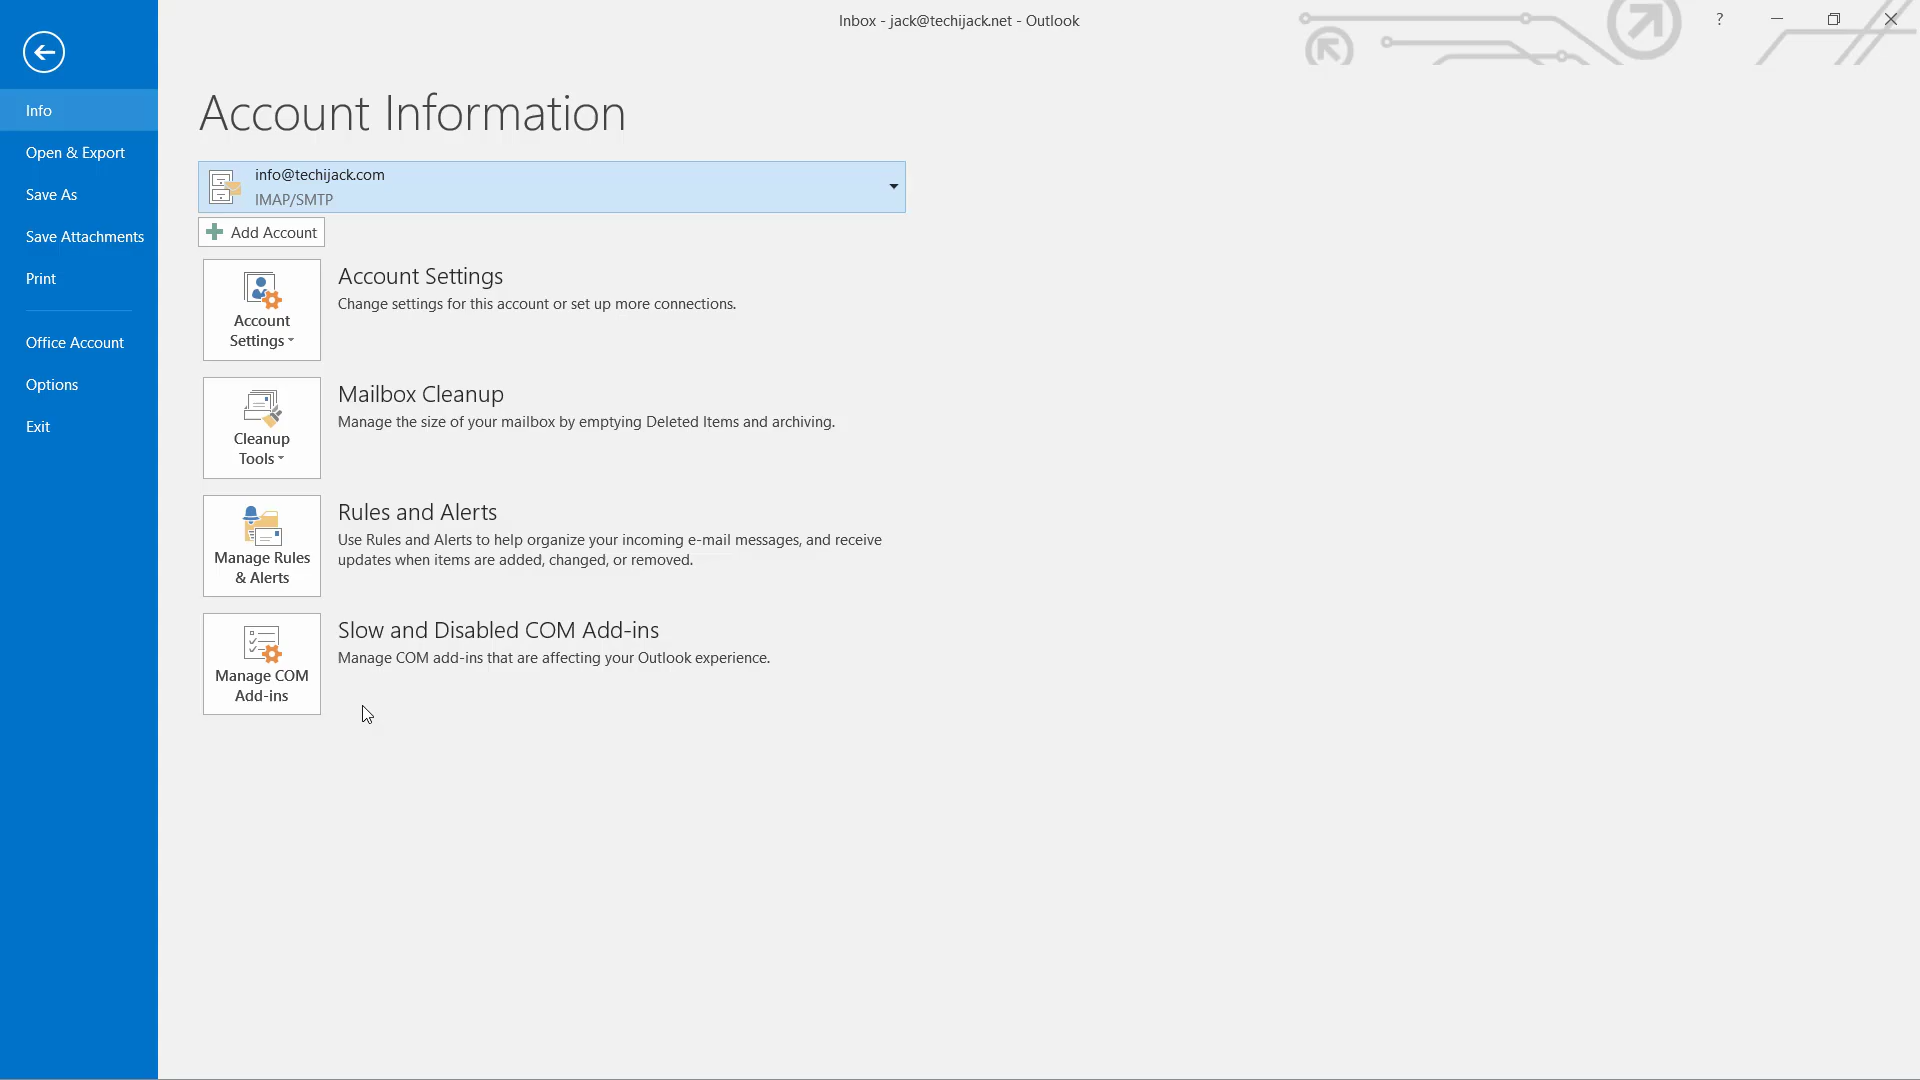 Inbox - jack@techijack.net - Outlook
?
Info
Open & Export
Save As
Save Attachments
Print
Office Account
Options
Exit
Account Information
info@techijack.com
IMAP/SMTP
Add Account
Account
Settings
Account Settings
Change settings for this account or set up more connections.
Cleanup
Tools
Mailbox Cleanup
Manage the size of your mailbox by emptying Deleted Items and archiving.
Manage Rules
& Alerts
Rules and Alerts
Use Rules and Alerts to help organize your incoming e-mail messages, and receive
updates when items are added, changed, or removed.
Manage COM
Add-ins
Slow and Disabled COM Add-ins
Manage COM add-ins that are affecting your Outlook experience.